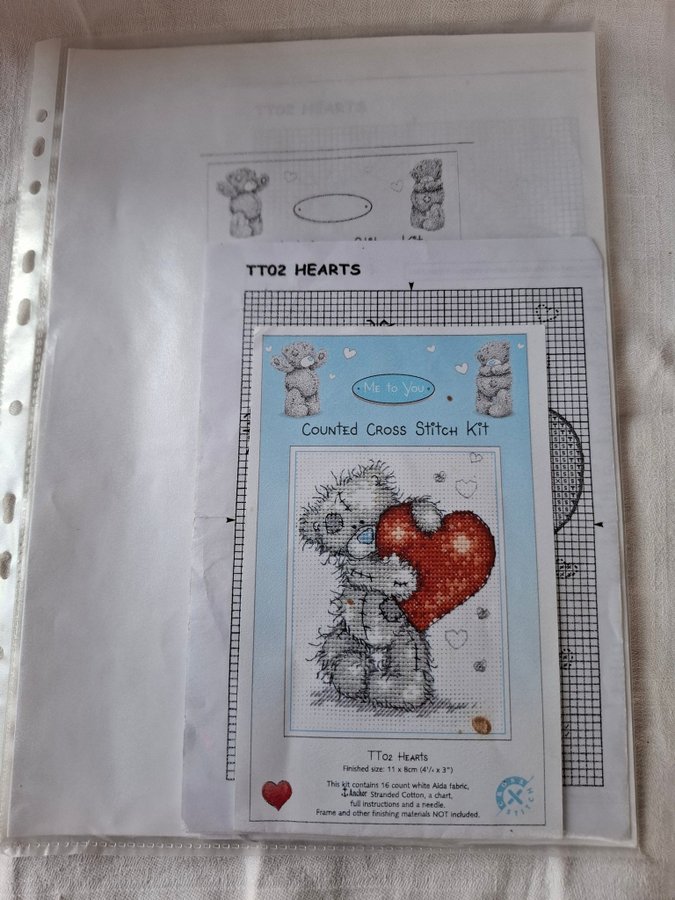 TT02 HEARTS
TT02 HEARTS
ME TO YOU
COUNTED CROSS STITCH KIT
TT02 HEARTS
Finished size: 11 x 8cm (4¼ x 3")
This kit contains 16 count white Aida fabric,
Anchor Stranded Cotton, a chart,
full instructions and a needle.
Frame and other finishing materials NOT included.
STITCH